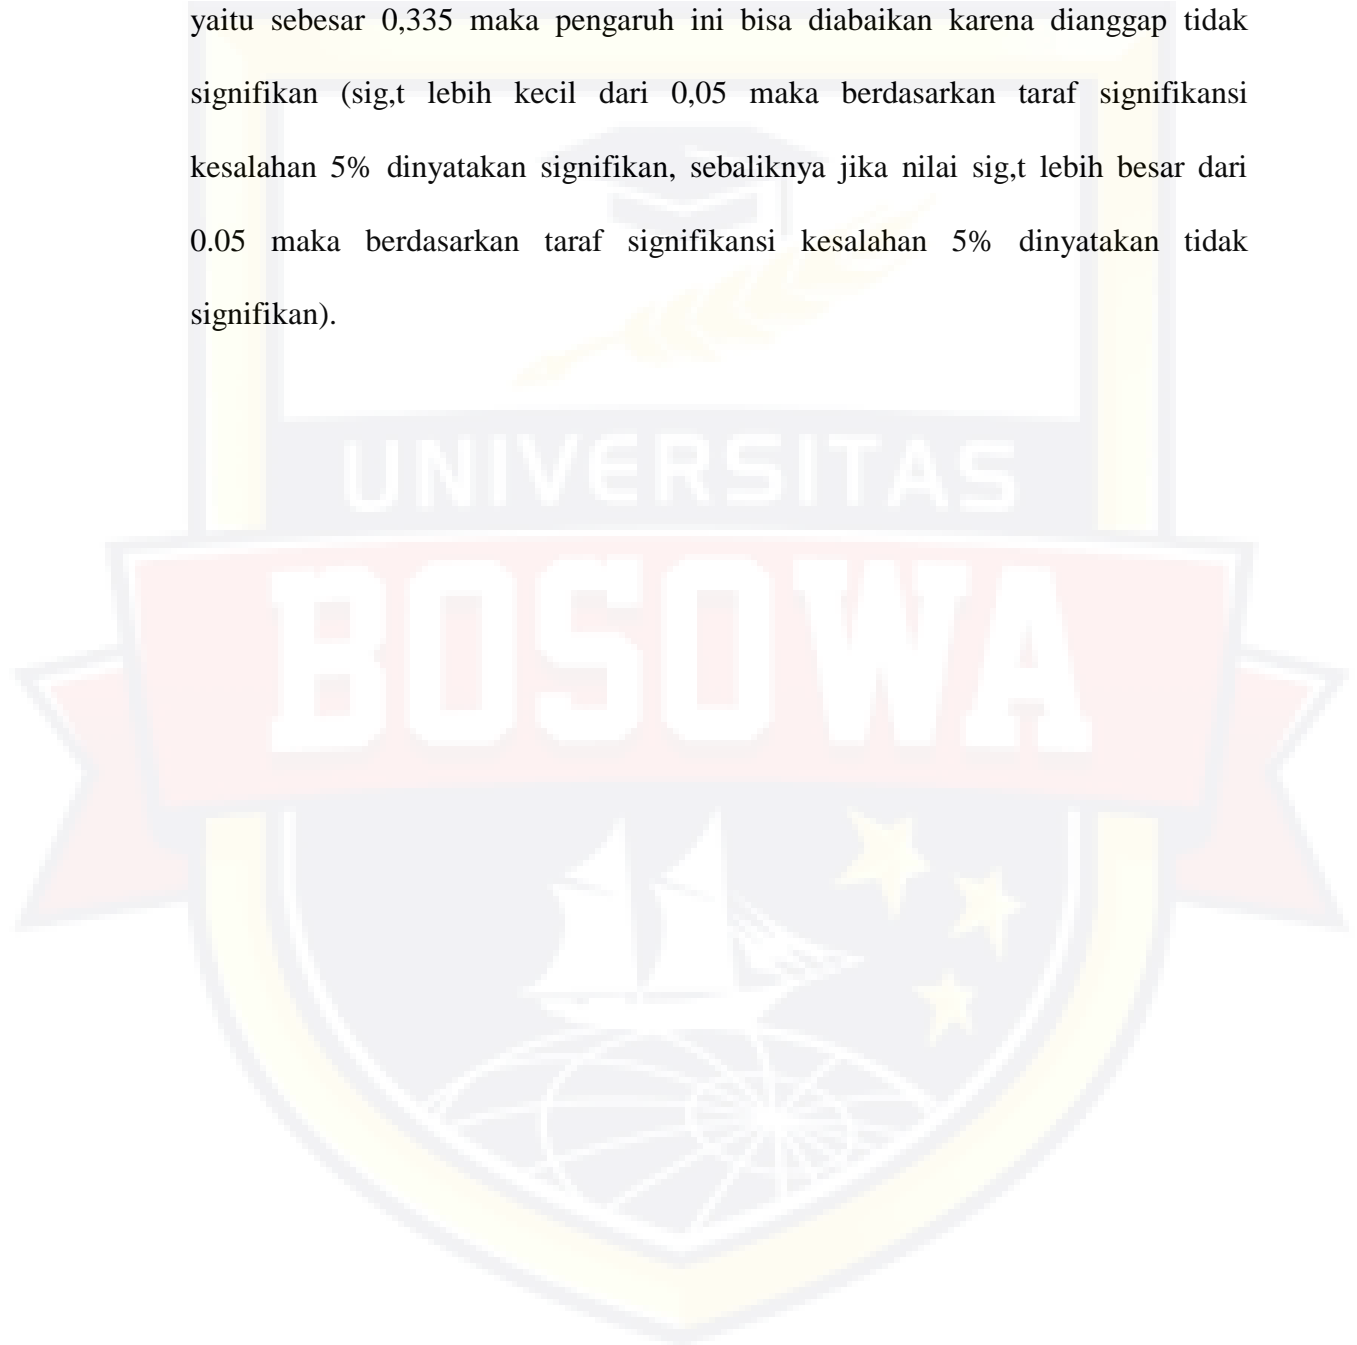 yaitu sebesar 0,335 maka pengaruh ini bisa diabaikan karena dianggap tidak
signifikan (sig,t lebih kecil dari 0,05 maka berdasarkan taraf signifikansi
kesalahan 5% dinyatakan signifikan, sebaliknya jika nilai sig,t lebih besar dari
0.05 maka berdasarkan taraf signifikansi kesalahan 5% dinyatakan tidak
signifikan).
UNIVERSITAS
BOSOWA